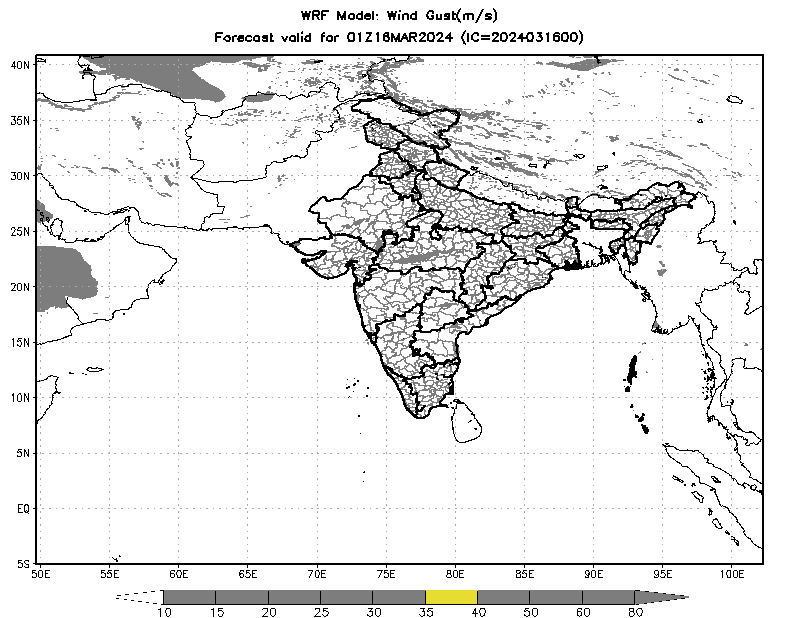 WRF Model: Wind Gust(m/s)
Forecast valid for 01Z16MAR2024 (IC=2024031600)
40N
35N
30N
25N
20N
15N
10N
5N
EQ
5S
50E 55E 60E 65E 70E 75E 80E 85E 90E 95E 100E
10 15 20 25 30 35 40 50 60 80